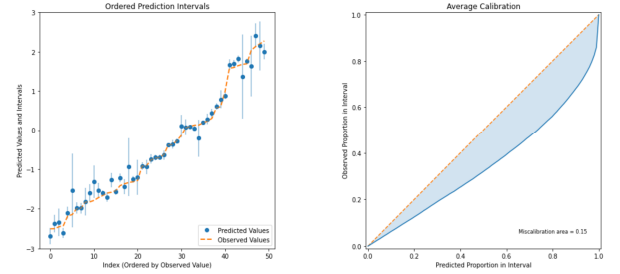 Ordered Prediction Intervals
3
2
1
0
−1
−2
−3
Predicted Values and Intervals
0
10
20
30
40
50
Index (Ordered by Observed Value)
Predicted Values
Observed Values
Average Calibration
1.0
0.8
0.6
0.4
0.2
0.0
Observed Proportion in Interval
0.0
0.2
0.4
0.6
0.8
1.0
Predicted Proportion in Interval
Miscalibration area = 0.15